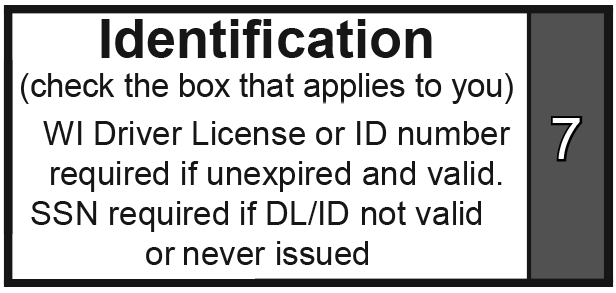 Identification
(check the box that applies to you)
WI Driver License or ID number
required if unexpired and valid.
SSN required if DL/ID not valid
or never issued
7